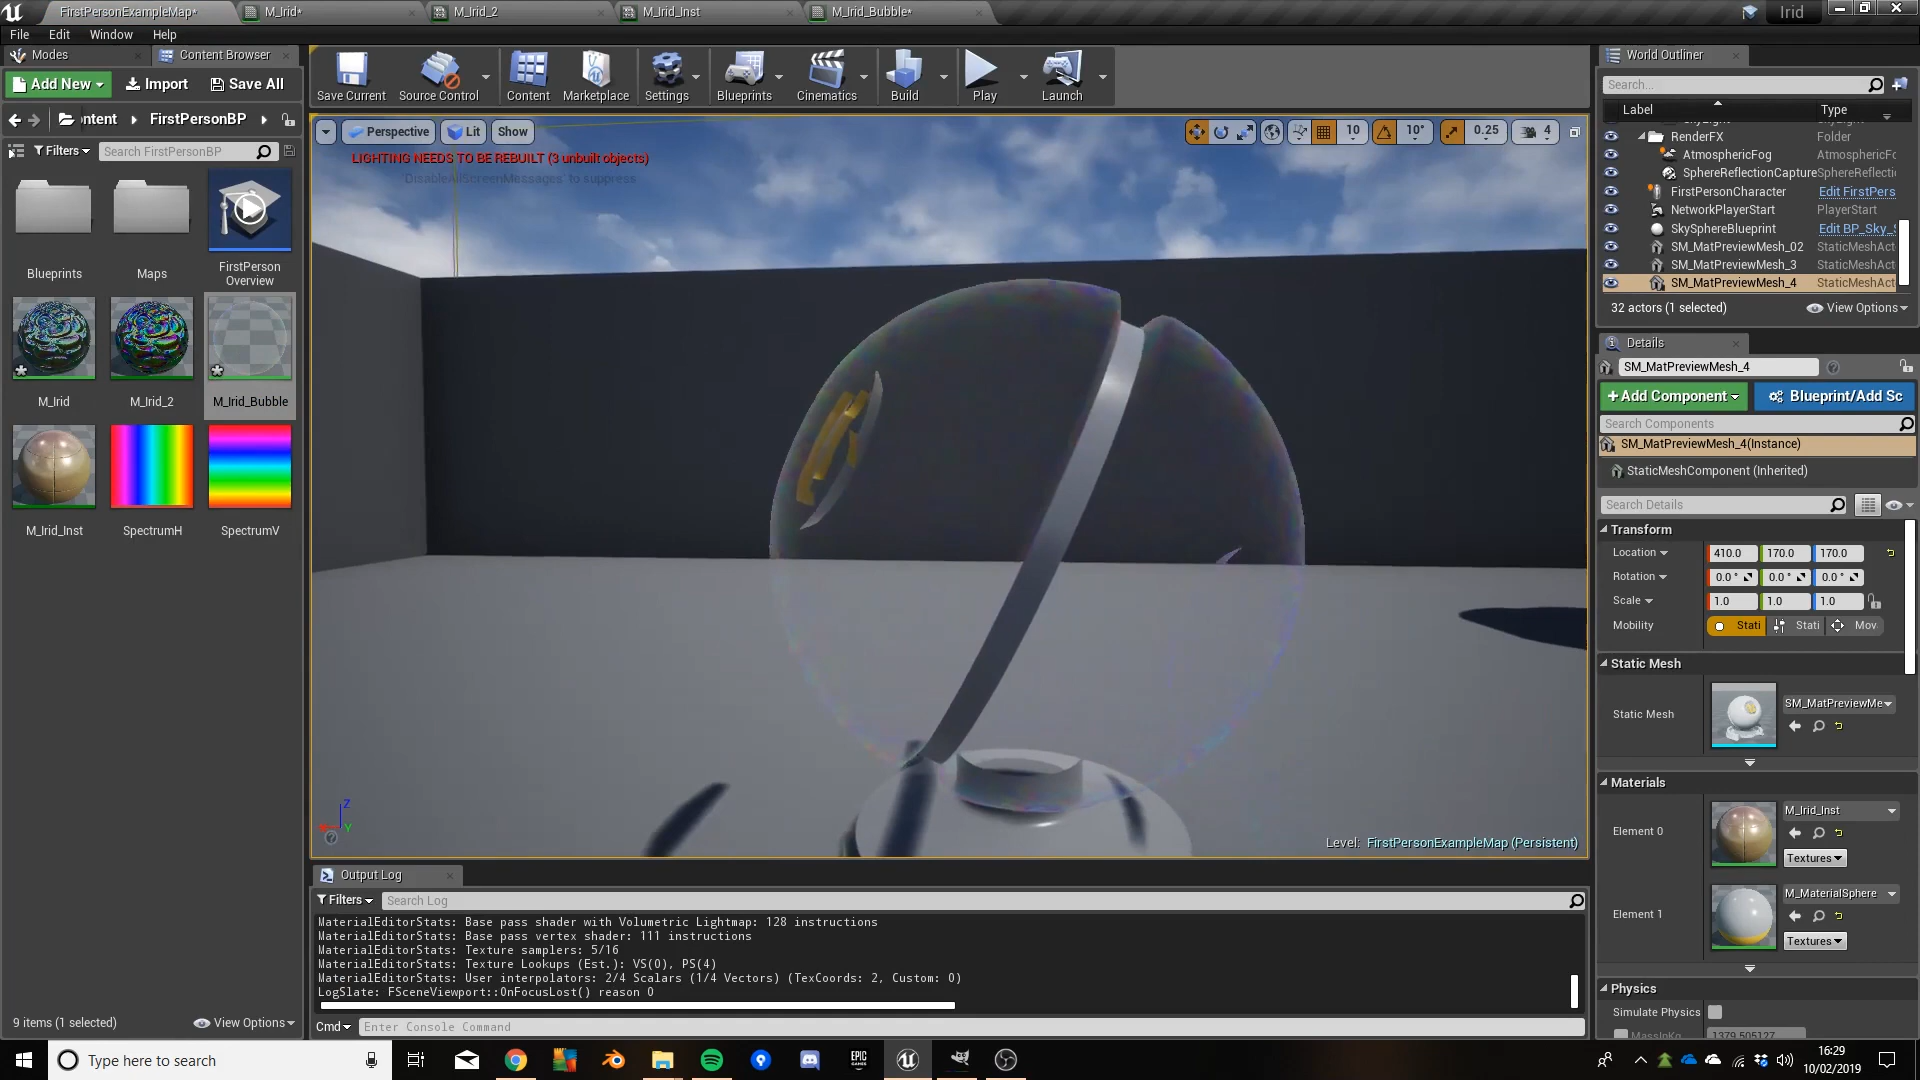 FirstPersonExampleMap*
M_Irid*
M_Irid_2
M_Irid_Inst
M_Irid_Bubble*
Irid
File
Edit
Window
Help
Modes
Content Browser
Add New
Import
Save All
ontent
FirstPersonBP
Filters
Search FirstPersonBP
Blueprints
Maps
FirstPerson
Overview
M_Irid
M_Irid_2
M_Irid_Bubble
M_Irid_Inst
SpectrumH
SpectrumV
9 items (1 selected)
View Options
Save Current
Source Control
Content
Marketplace
Settings
Blueprints
Cinematics
Build
Play
Launch
Perspective
Lit
Show
10
10°
0.25
4
LIGHTING NEEDS TO BE REBUILT (3 unbuilt objects)
'DisableAllScreenMessages' to suppress
Z
Y
Level: FirstPersonExampleMap (Persistent)
Output Log
Filters
Search Log
MaterialEditorStats: Base pass shader with Volumetric Lightmap: 128 instructions
MaterialEditorStats: Base pass vertex shader: 111 instructions
MaterialEditorStats: Texture samplers: 5/16
MaterialEditorStats: Texture Lookups (Est.): VS(0), PS(4)
MaterialEditorStats: User interpolators: 2/4 Scalars (1/4 Vectors) (TexCoords: 2, Custom: 0)
LogSlate: FSceneViewport::OnFocusLost() reason 0
Cmd
Enter Console Command
World Outliner
Search...
Label
Type
RenderFX
Folder
AtmosphericFog
AtmosphericFo
SphereReflectionCapture
SphereReflecti
FirstPersonCharacter
Edit FirstPers
NetworkPlayerStart
PlayerStart
SkySphereBlueprint
Edit BP_Sky_S
SM_MatPreviewMesh_02
StaticMeshAct
SM_MatPreviewMesh_3
StaticMeshAct
SM_MatPreviewMesh_4
StaticMeshAct
32 actors (1 selected)
View Options
Details
SM_MatPreviewMesh_4
+Add Component
Blueprint/Add Sc
Search Components
SM_MatPreviewMesh_4(Instance)
StaticMeshComponent (Inherited)
Search Details
Transform
Location
410.0
170.0
170.0
Rotation
0.0 °
0.0 °
0.0 °
Scale
1.0
1.0
1.0
Mobility
Stati
Stati
Mov
Static Mesh
Static Mesh
SM_MatPreviewMe
Materials
Element 0
M_Irid_Inst
Textures
Element 1
M_MaterialSphere
Textures
Physics
Simulate Physics
MassInKg
1379.505127
Type here to search
EPIC
GAMES
16:29
10/02/2019